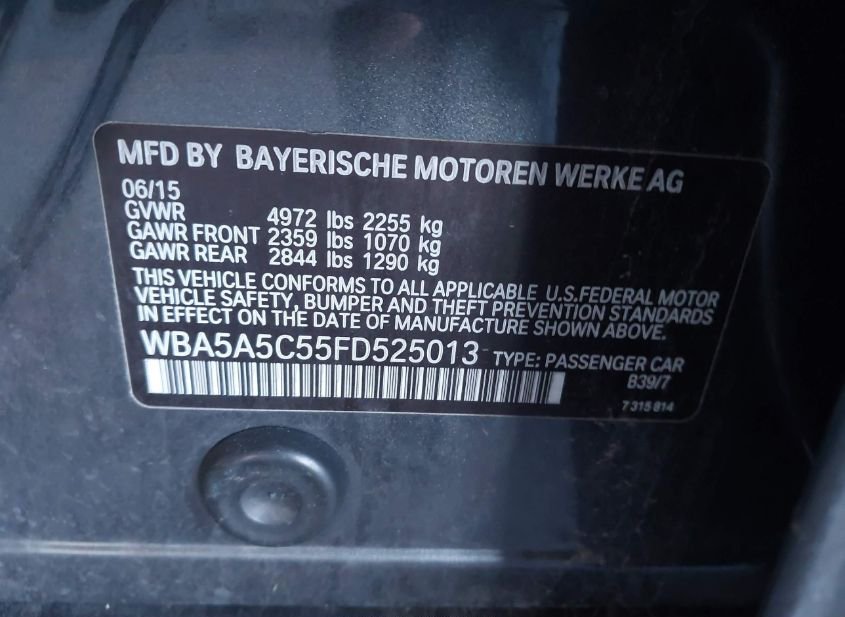 MFD BY BAYERISCHE MOTOREN WERKE AG
06/15
GVWR 4972 lbs 2255 kg
GAWR FRONT 2359 lbs 1070 kg
GAWR REAR 2844 lbs 1290 kg
THIS VEHICLE CONFORMS TO ALL APPLICABLE U.S.FEDERAL MOTOR
VEHICLE SAFETY, BUMPER AND THEFT PREVENTION STANDARDS
IN EFFECT ON THE DATE OF MANUFACTURE SHOWN ABOVE.
WBA5A5C55FD525013 TYPE: PASSENGER CAR
B39/7
7 315 814